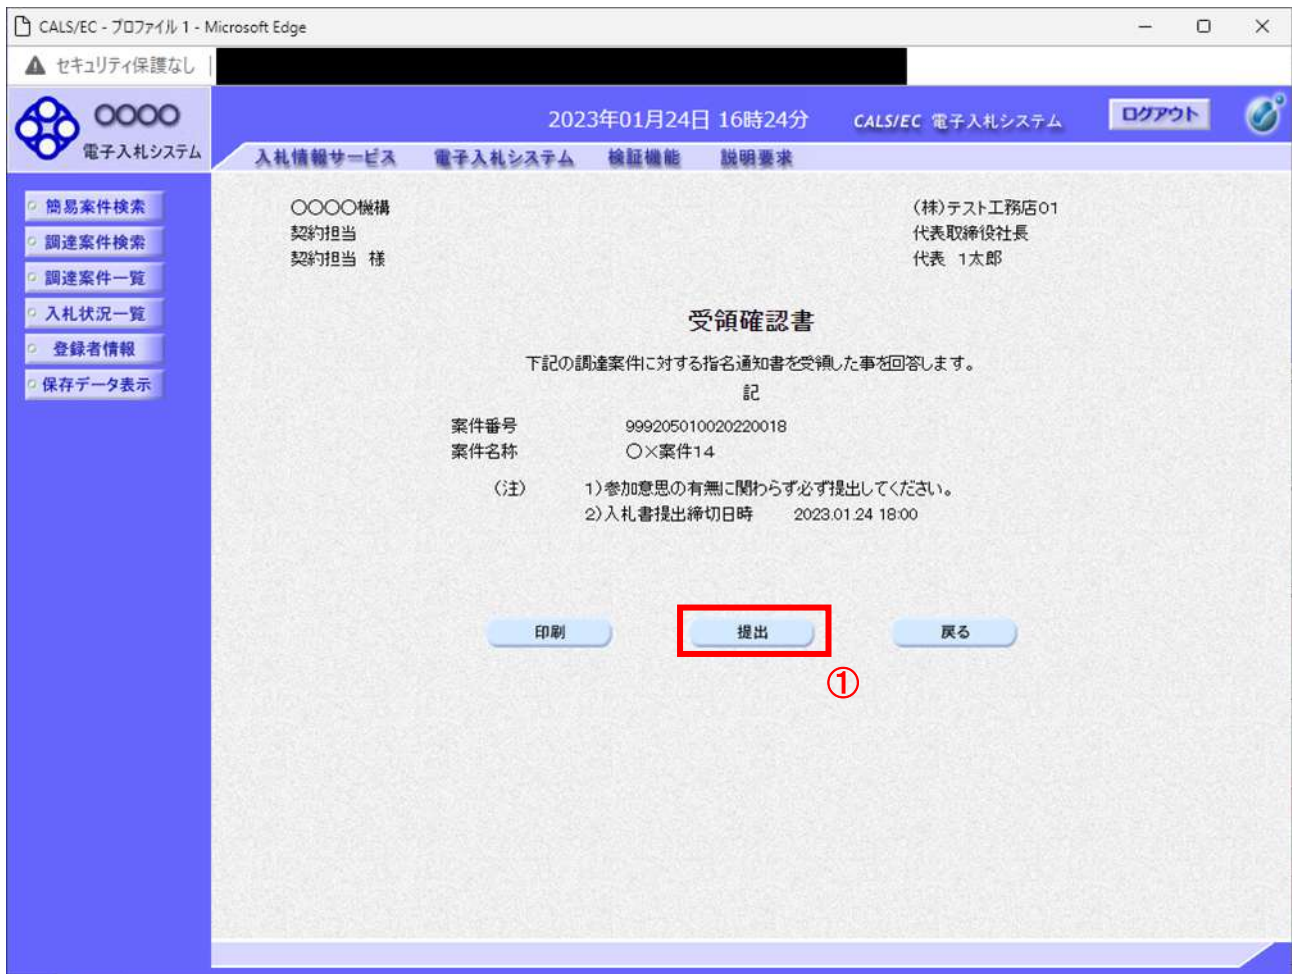 CALS/EC - プロファイル 1 - Microsoft Edge
セキュリティ保護なし
〇〇〇〇
電子入札システム
2023年01月24日 16時24分
CALS/EC 電子入札システム
ログアウト
入札情報サービス 電子入札システム 検証機能 説明要求
簡易案件検索
調達案件検索
調達案件一覧
入札状況一覧
登録者情報
保存データ表示
〇〇〇〇機構
契約担当
契約担当 様
(株)テスト工務店01
代表取締役社長
代表 1太郎
受領確認書
下記の調達案件に対する指名通知書を受領した事を回答します。
記
案件番号 999205010020220018
案件名称 〇×案件14
(注) 1)参加意思の有無に関わらず必ず提出してください。
2)入札書提出締切日時 2023.01.24 18:00
印刷 提出 戻る
①